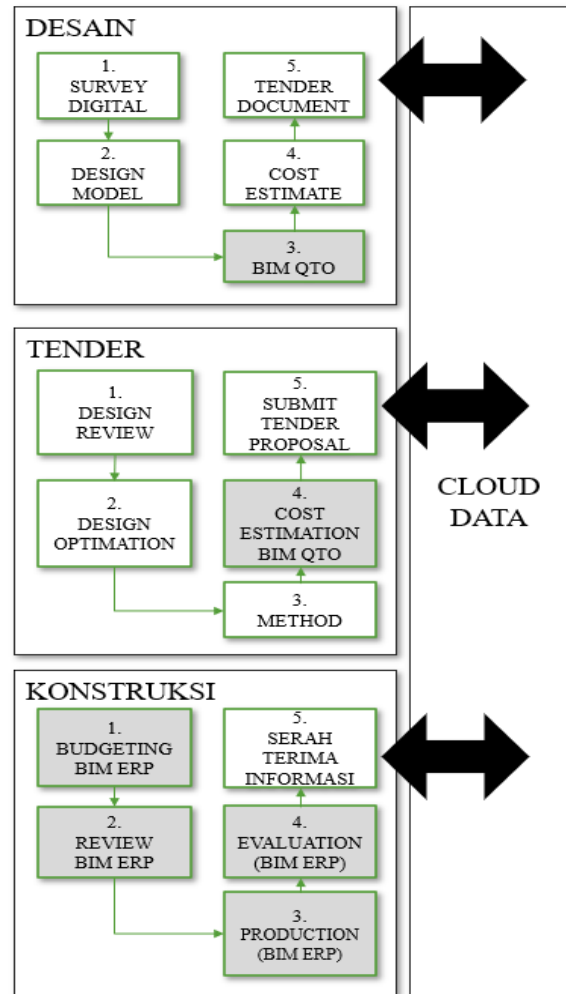 DESAIN
1.
SURVEY
DIGITAL
2.
DESIGN
MODEL
3.
BIM QTO
4.
COST
ESTIMATE
5.
TENDER
DOCUMENT
TENDER
1.
DESIGN
REVIEW
2.
DESIGN
OPTIMATION
3.
METHOD
4.
COST
ESTIMATION
BIM QTO
5.
SUBMIT
TENDER
PROPOSAL
KONSTRUKSI
1.
BUDGETING
BIM ERP
2.
REVIEW
BIM ERP
3.
PRODUCTION
(BIM ERP)
4.
EVALUATION
(BIM ERP)
5.
SERAH
TERIMA
INFORMASI
CLOUD
DATA